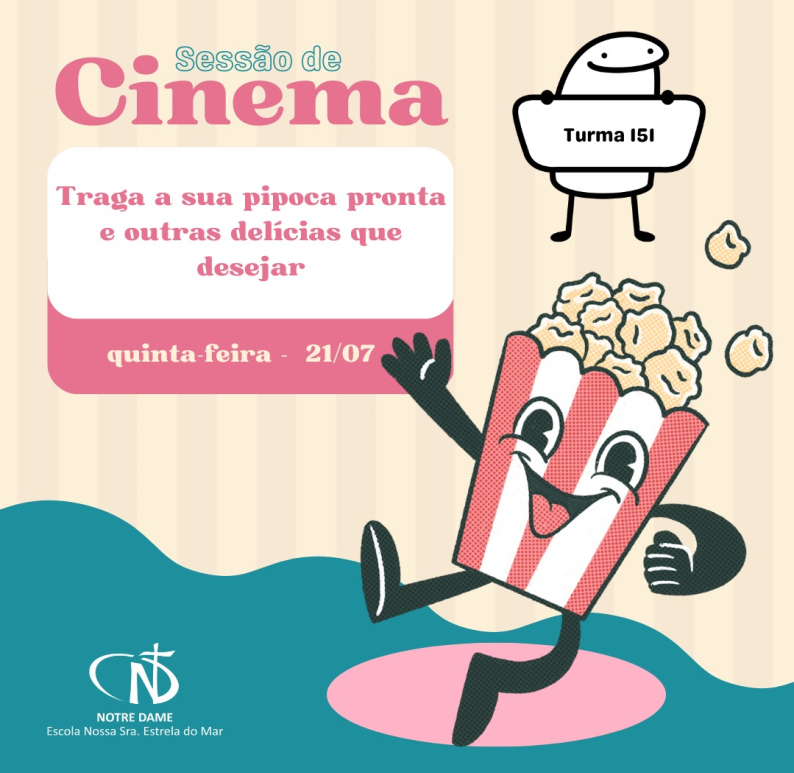 Sessão de
Cinema
Turma 151
Traga a sua pipoca pronta
e outras delícias que
desejar
quinta-feira - 21/07
NOTRE DAME
Escola Nossa Sra. Estrela do Mar